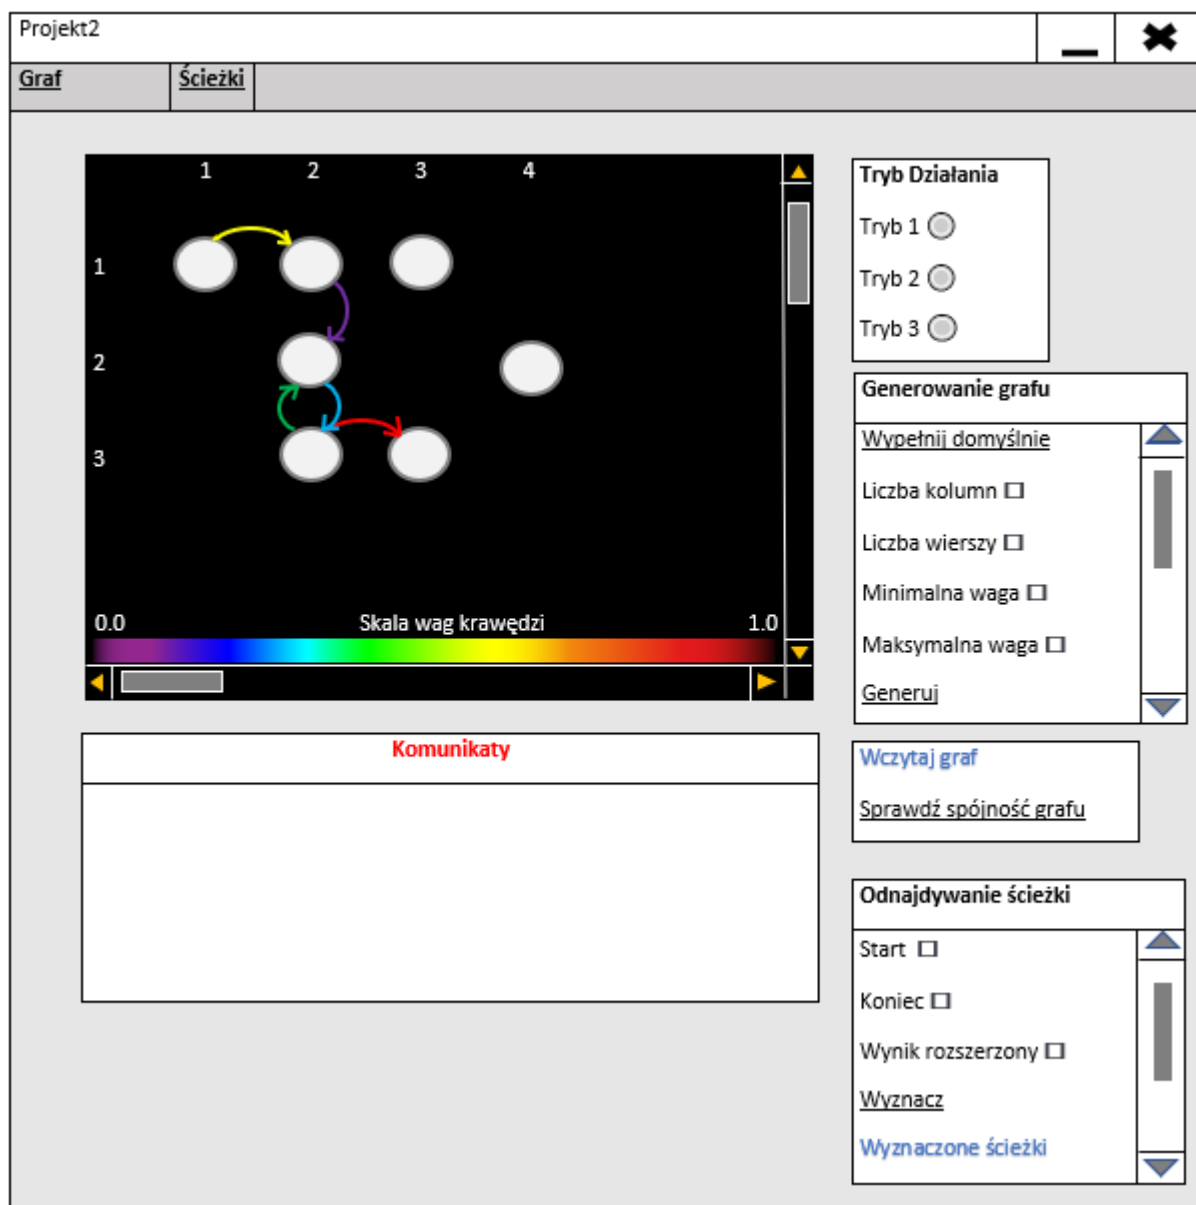 Projekt2
Graf Ścieżki
1 2 3 4
1
2
3
0.0 Skala wag krawędzi 1.0
Komunikaty
Tryb Działania
Tryb 1
Tryb 2
Tryb 3
Generowanie grafu
Wypełnij domyślnie
Liczba kolumn
Liczba wierszy
Minimalna waga
Maksymalna waga
Generuj
Wczytaj graf
Sprawdź spójność grafu
Odnajdywanie ścieżki
Start
Koniec
Wynik rozszerzony
Wyznacz
Wyznaczone ścieżki